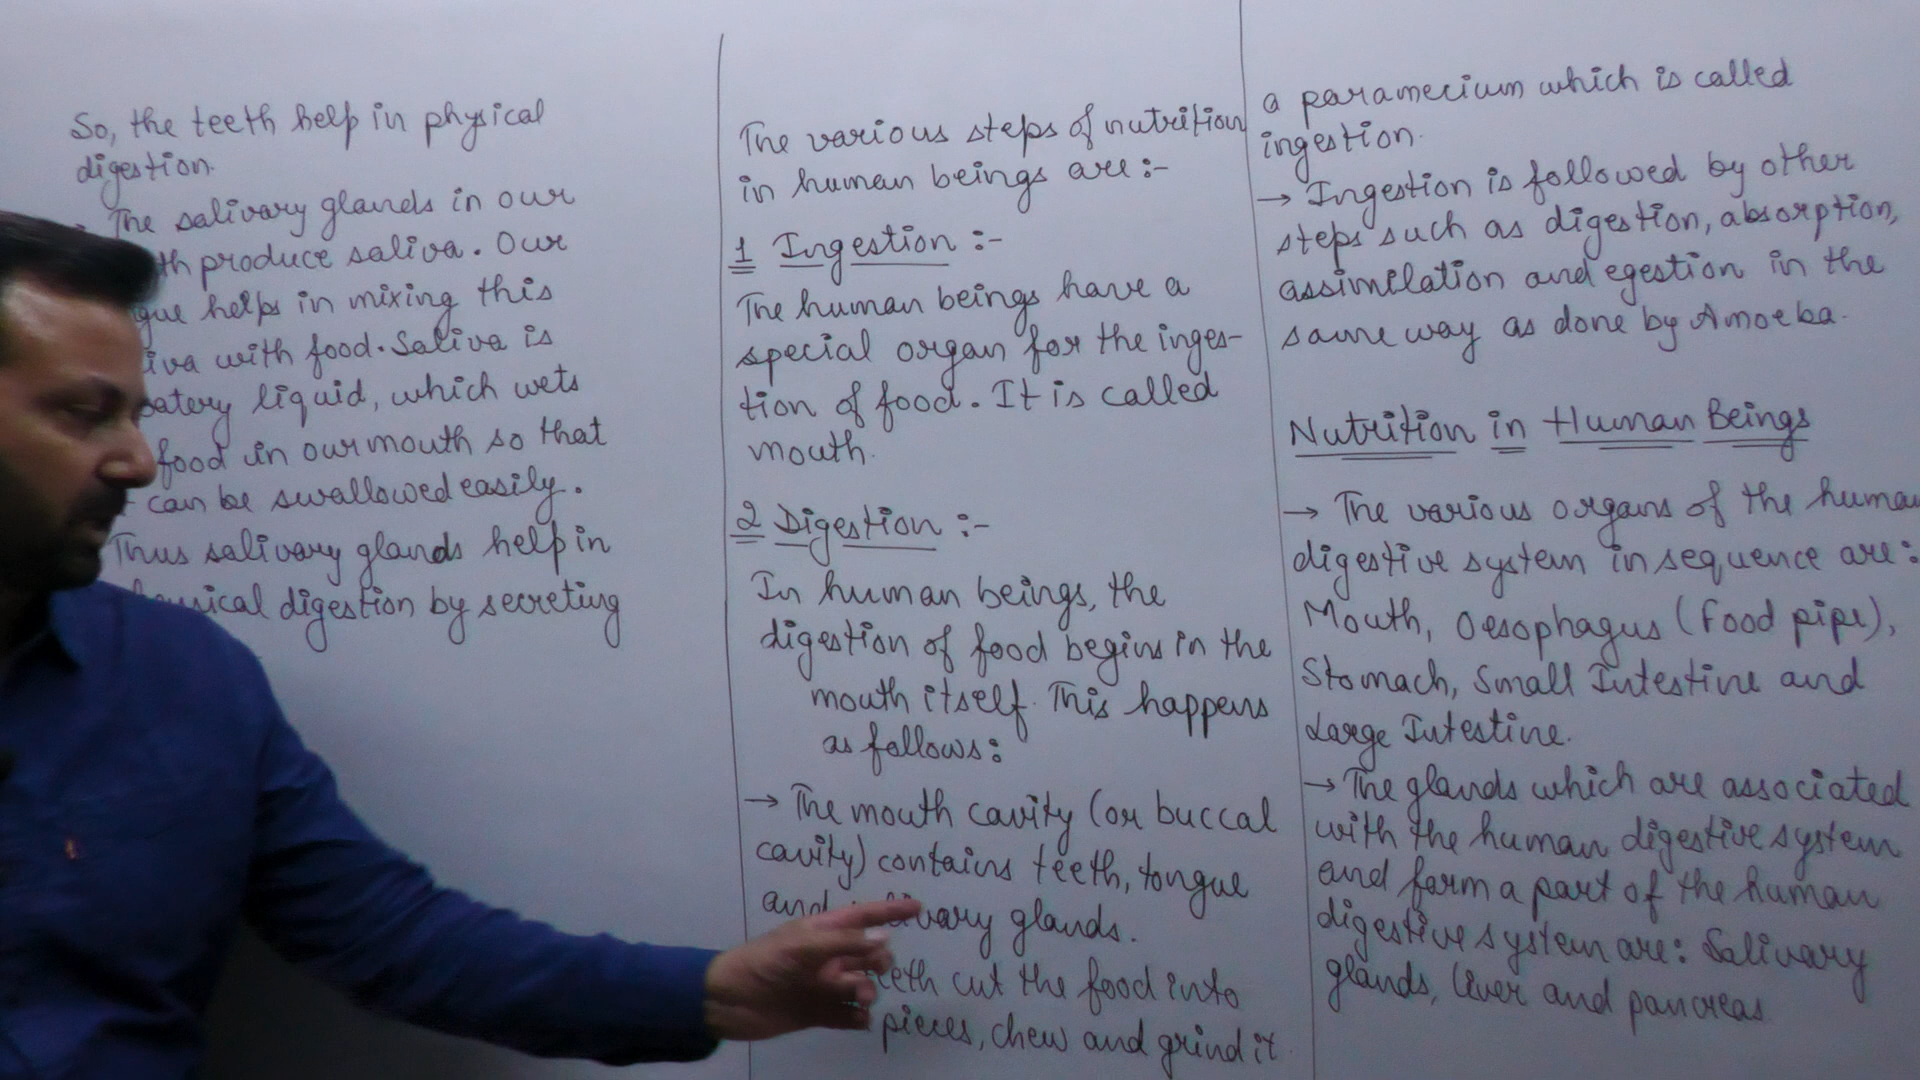 So, the teeth help in physical
digestion.
The salivary glands in our
produce saliva. Our
helps in mixing this
with food. Saliva is
liquid, which wets
food in our mouth so that
can be swallowed easily.
Thus salivary glands help in
digestion by secreting
The various steps of nutrition
in human beings are :-
1 Ingestion :-
The human beings have a
special organ for the inges-
tion of food. It is called
mouth.
2 Digestion :-
In human beings, the
digestion of food begins in the
mouth itself. This happens
as follows:
→ The mouth cavity (or buccal
cavity) contains teeth, tongue
and glands.
cut the food into
pieces, chew and grind it
a paramecium which is called
ingestion.
→ Ingestion is followed by other
steps such as digestion, absorption,
assimilation and egestion in the
same way as done by Amoeba.
Nutrition in Human Beings
→ The various organs of the human
digestive system in sequence are:
Mouth, Oesophagus (Food pipe),
Stomach, Small Intestine and
Large Intestine.
→ The glands which are associated
with the human digestive system
and form a part of the human
digestive system are: Salivary
glands, liver and pancreas